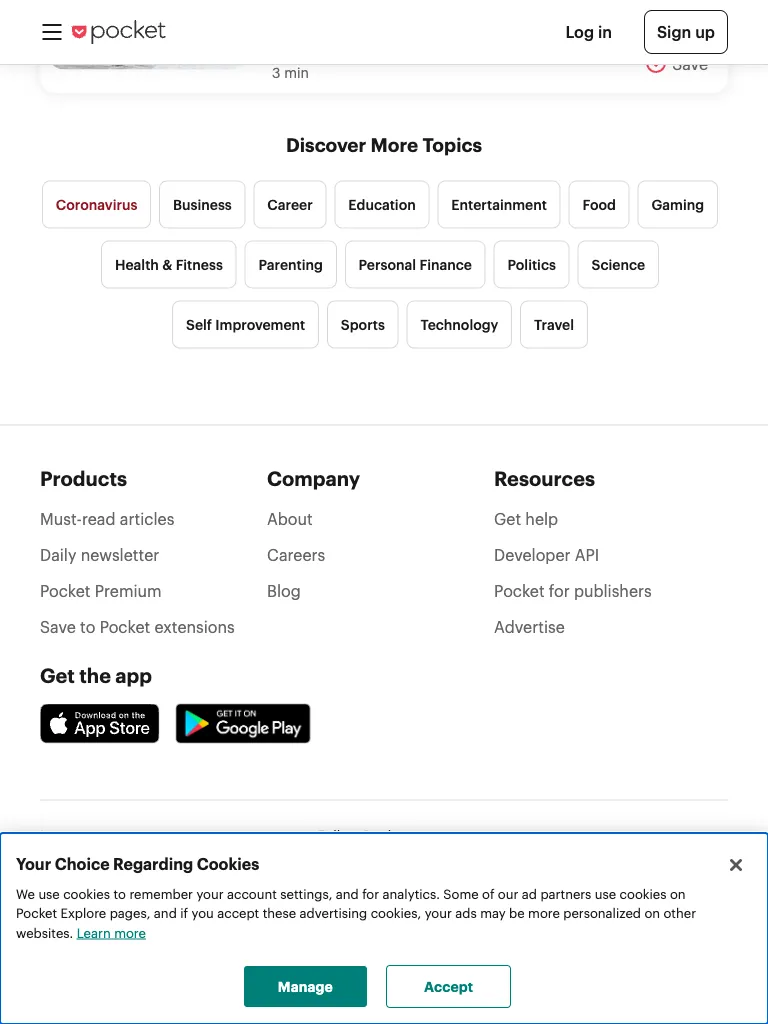 pocket
Log in
Sign up
3 min
Save
Discover More Topics
Coronavirus
Business
Career
Education
Entertainment
Food
Gaming
Health & Fitness
Parenting
Personal Finance
Politics
Science
Self Improvement
Sports
Technology
Travel
Products
Must-read articles
Daily newsletter
Pocket Premium
Save to Pocket extensions
Company
About
Careers
Blog
Resources
Get help
Developer API
Pocket for publishers
Advertise
Get the app
Download on the
App Store
GET IT ON
Google Play
Your Choice Regarding Cookies
We use cookies to remember your account settings, and for analytics. Some of our ad partners use cookies on
Pocket Explore pages, and if you accept these advertising cookies, your ads may be more personalized on other
websites. Learn more
Manage
Accept